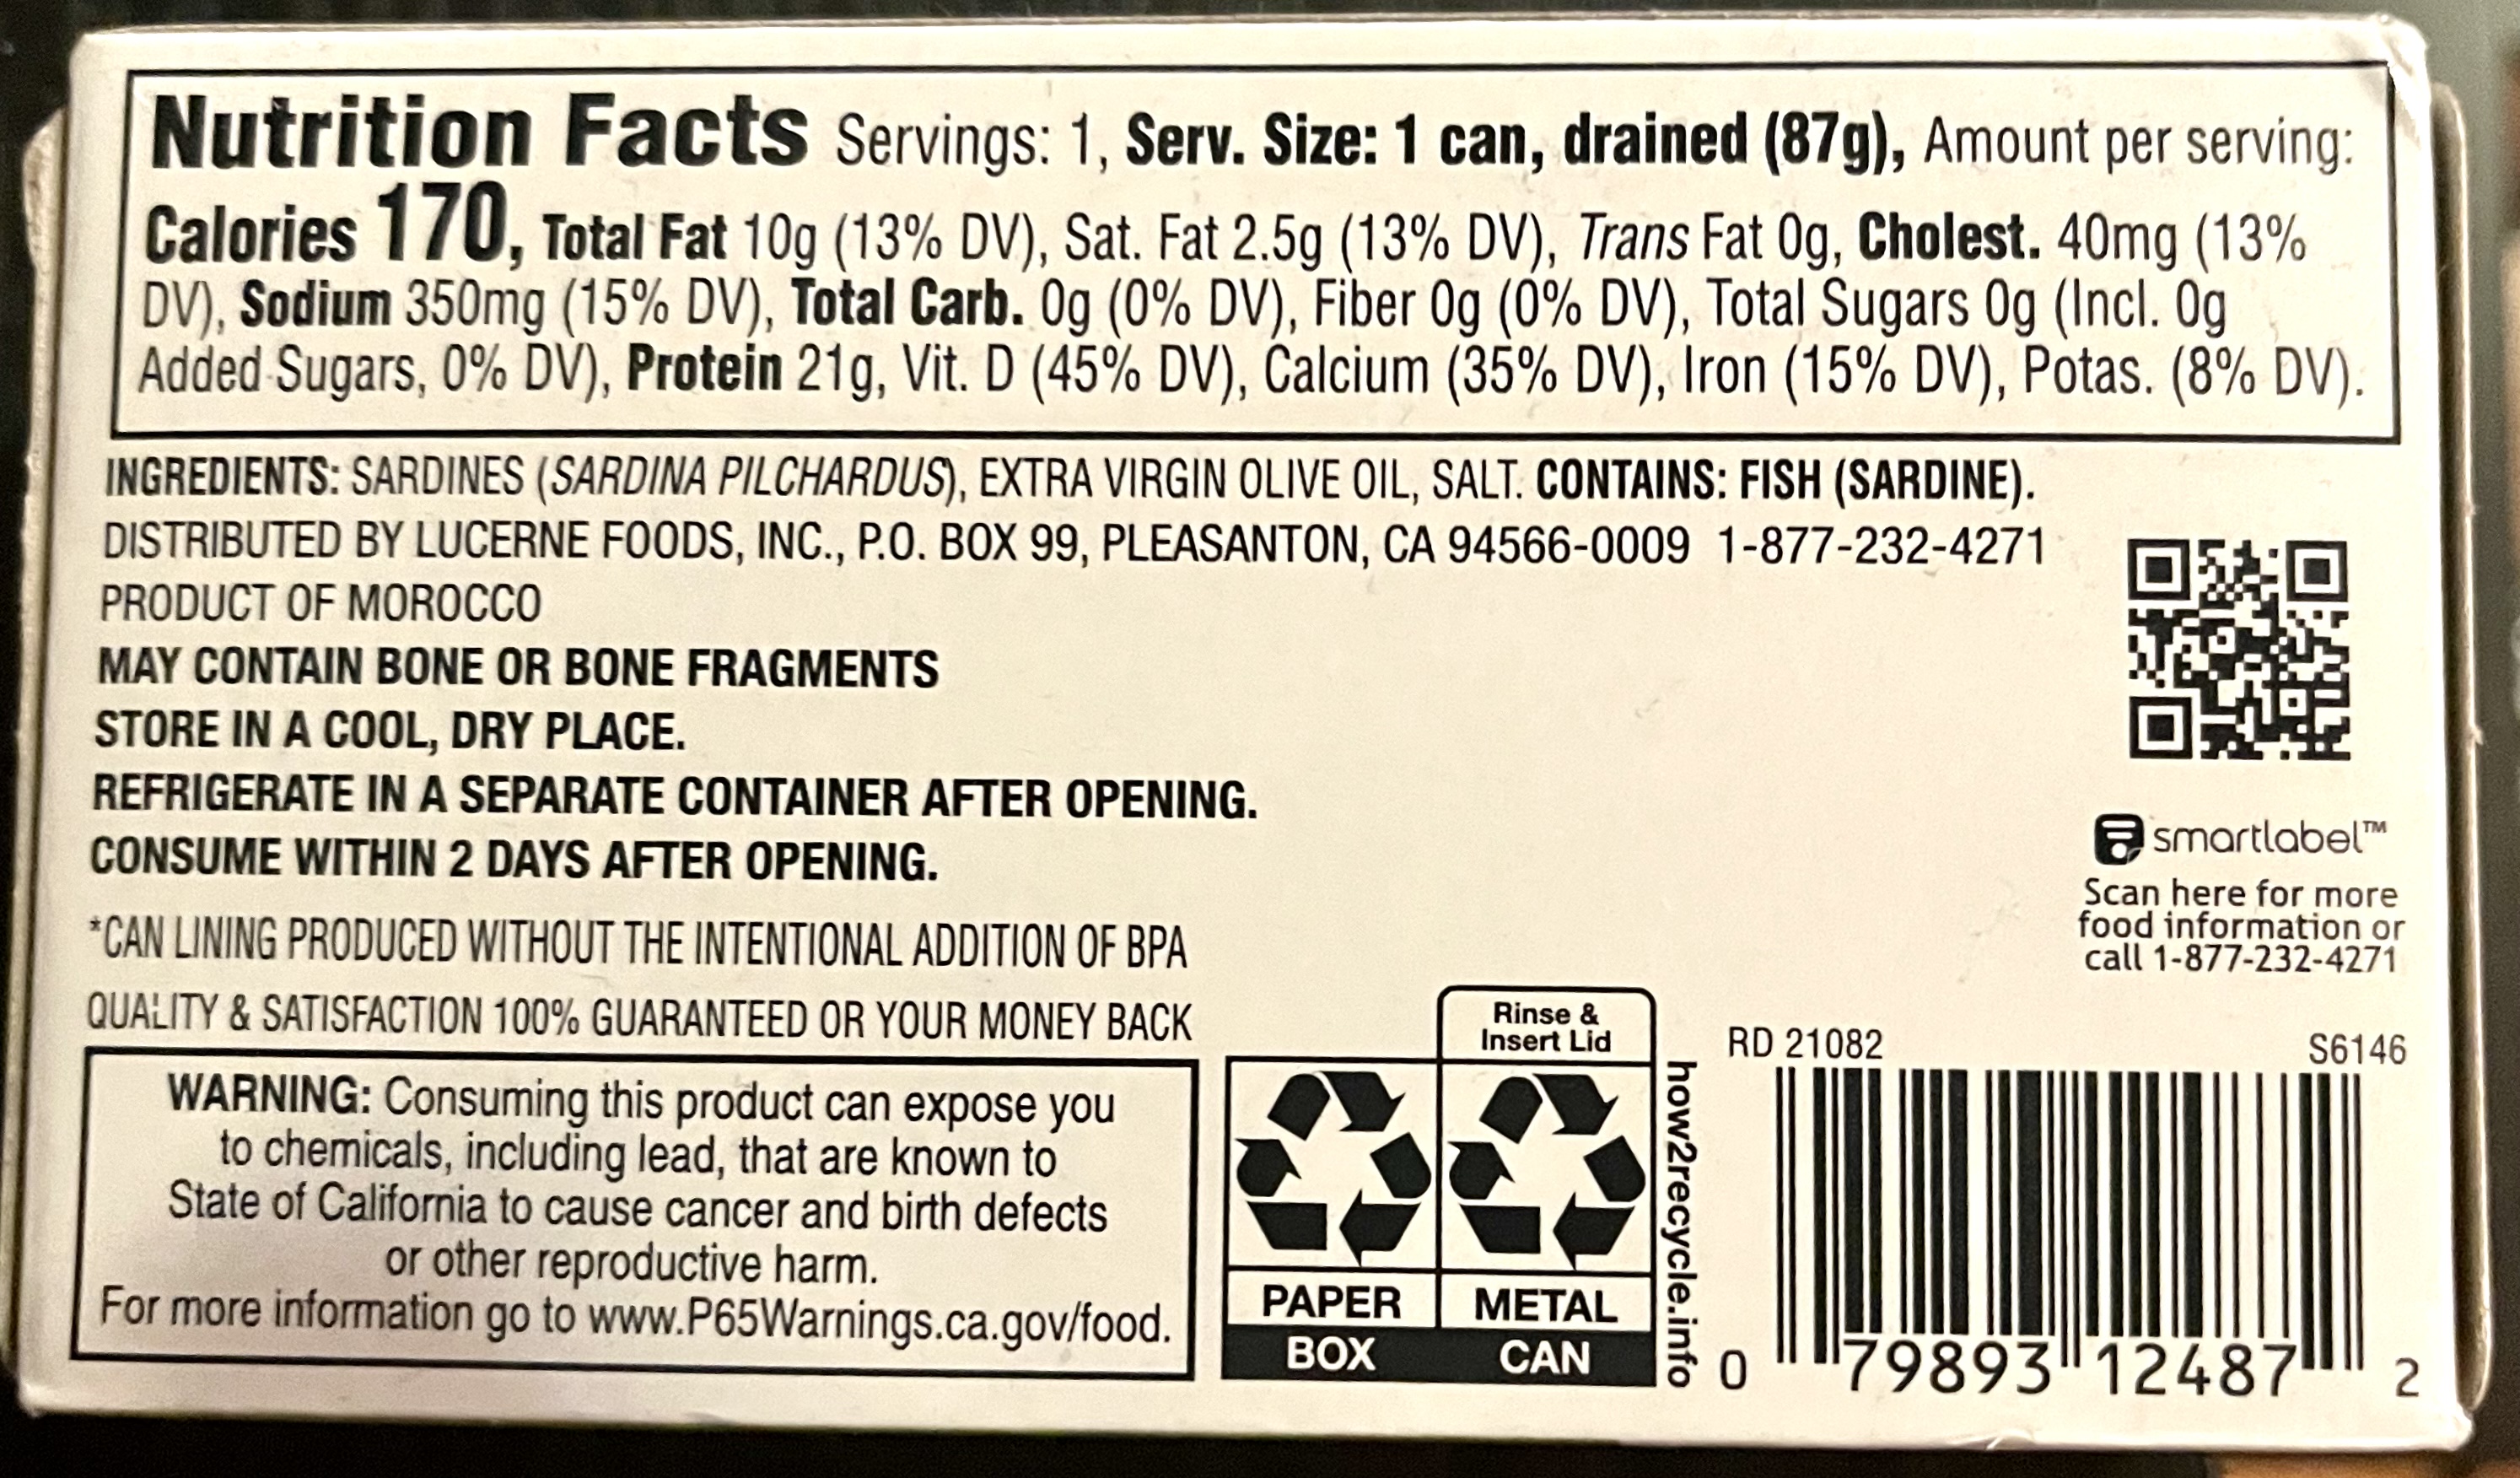 Nutrition Facts Servings: 1, Serv. Size: 1 can, drained (87g), Amount per serving:
Calories 170, Total Fat 10g (13% DV), Sat. Fat 2.5g (13% DV), Trans Fat 0g, Cholest. 40mg (13%
DV), Sodium 350mg (15% DV), Total Carb. 0g (0% DV), Fiber 0g (0% DV), Total Sugars 0g (Incl. 0g
Added Sugars, 0% DV), Protein 21g, Vit. D (45% DV), Calcium (35% DV), Iron (15% DV), Potas. (8% DV).
INGREDIENTS: SARDINES (SARDINA PILCHARDUS), EXTRA VIRGIN OLIVE OIL, SALT. CONTAINS: FISH (SARDINE).
DISTRIBUTED BY LUCERNE FOODS, INC., P.O. BOX 99, PLEASANTON, CA 94566-0009 1-877-232-4271
PRODUCT OF MOROCCO
MAY CONTAIN BONE OR BONE FRAGMENTS
STORE IN A COOL, DRY PLACE.
REFRIGERATE IN A SEPARATE CONTAINER AFTER OPENING.
CONSUME WITHIN 2 DAYS AFTER OPENING.
*CAN LINING PRODUCED WITHOUT THE INTENTIONAL ADDITION OF BPA
QUALITY & SATISFACTION 100% GUARANTEED OR YOUR MONEY BACK
WARNING: Consuming this product can expose you
to chemicals, including lead, that are known to
State of California to cause cancer and birth defects
or other reproductive harm.
For more information go to www.P65Warnings.ca.gov/food.
Rinse &
Insert Lid
PAPER
BOX
METAL
CAN
how2recycle.info
smartlabel™
Scan here for more
food information or
call 1-877-232-4271
RD 21082
S6146
0 79893 12487 2